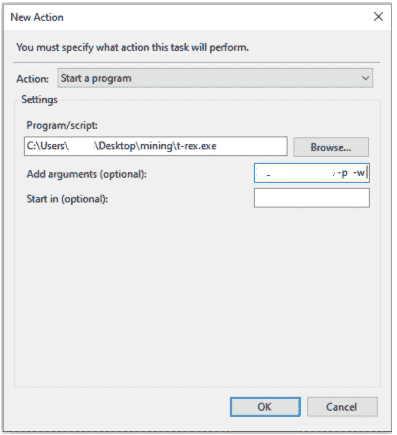 New Action
You must specify what action this task will perform.
Action: Start a program
Settings
Program/script:
C:\Users\ \Desktop\mining\t-rex.exe Browse...
Add arguments (optional): -p -w
Start in (optional):
OK Cancel